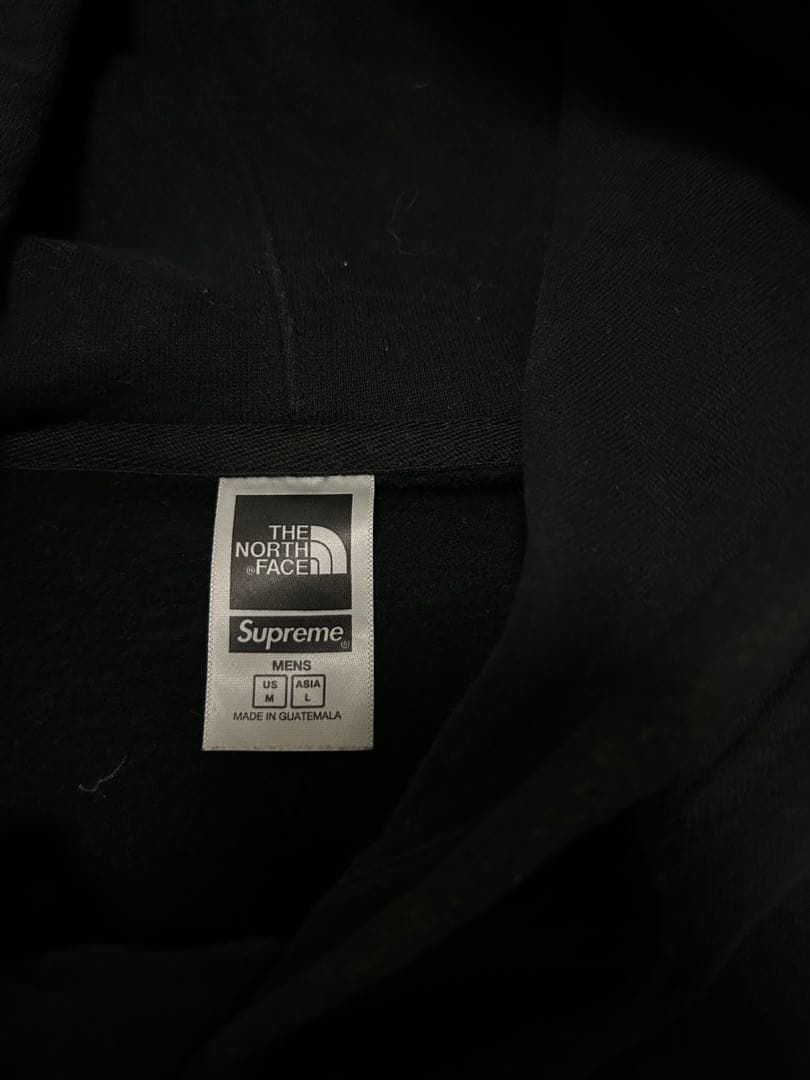 THE
NORTH
®FACE
Supreme®
MENS
US ASIA
M L
MADE IN GUATEMALA